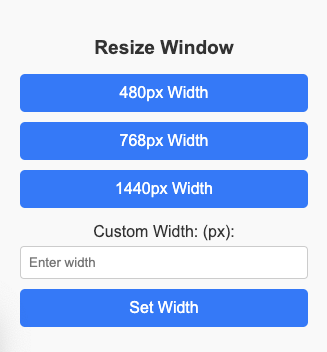 Resize Window
480px Width
768px Width
1440px Width
Custom Width: (px):
Enter width
Set Width